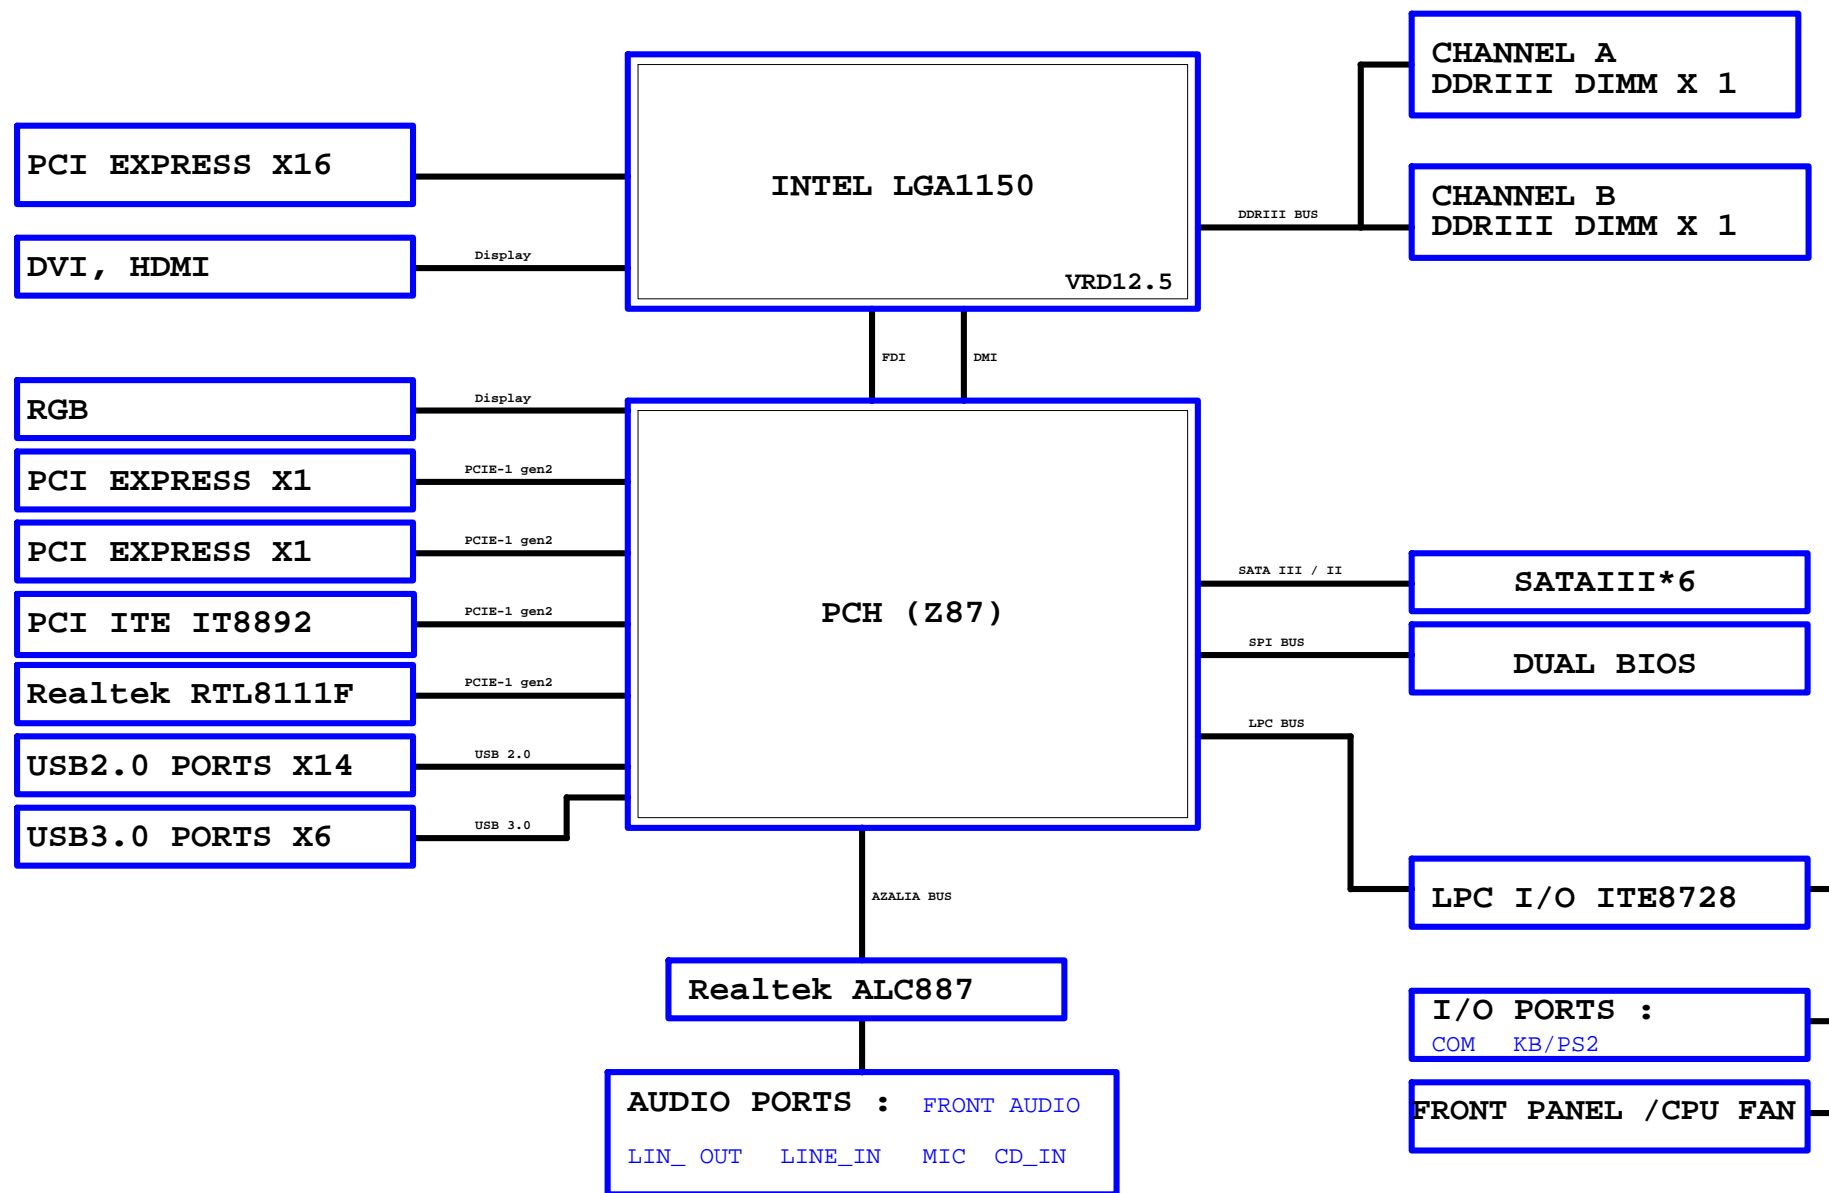 CHANNEL A
DDRIII DIMM X 1
PCI EXPRESS X16
INTEL LGA1150
CHANNEL B
DDRIII DIMM X 1
DDRIII BUS
DVI, HDMI
Display
VRD12.5
FDI
DMI
RGB
Display
PCI EXPRESS X1
PCIE-1 gen2
PCI EXPRESS X1
PCIE-1 gen2
SATA III / II
SATAIII*6
PCI ITE IT8892
PCIE-1 gen2
PCH (Z87)
SPI BUS
DUAL BIOS
Realtek RTL8111F
PCIE-1 gen2
LPC BUS
USB2.0 PORTS X14
USB 2.0
USB3.0 PORTS X6
USB 3.0
AZALIA BUS
LPC I/O ITE8728
Realtek ALC887
I/O PORTS :
COM KB/PS2
AUDIO PORTS : FRONT AUDIO
LIN_ OUT LINE_IN MIC CD_IN
FRONT PANEL /CPU FAN